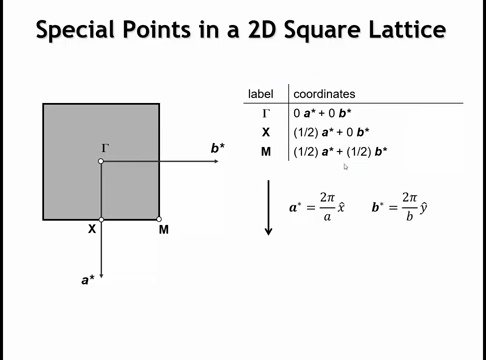 Special Points in a 2D Square Lattice
label coordinates
Γ 0 a* + 0 b*
X (1/2) a* + 0 b*
M (1/2) a* + (1/2) b*
Γ
b*
X M
a*
a* = 2π/a x̂ b* = 2π/b ŷ